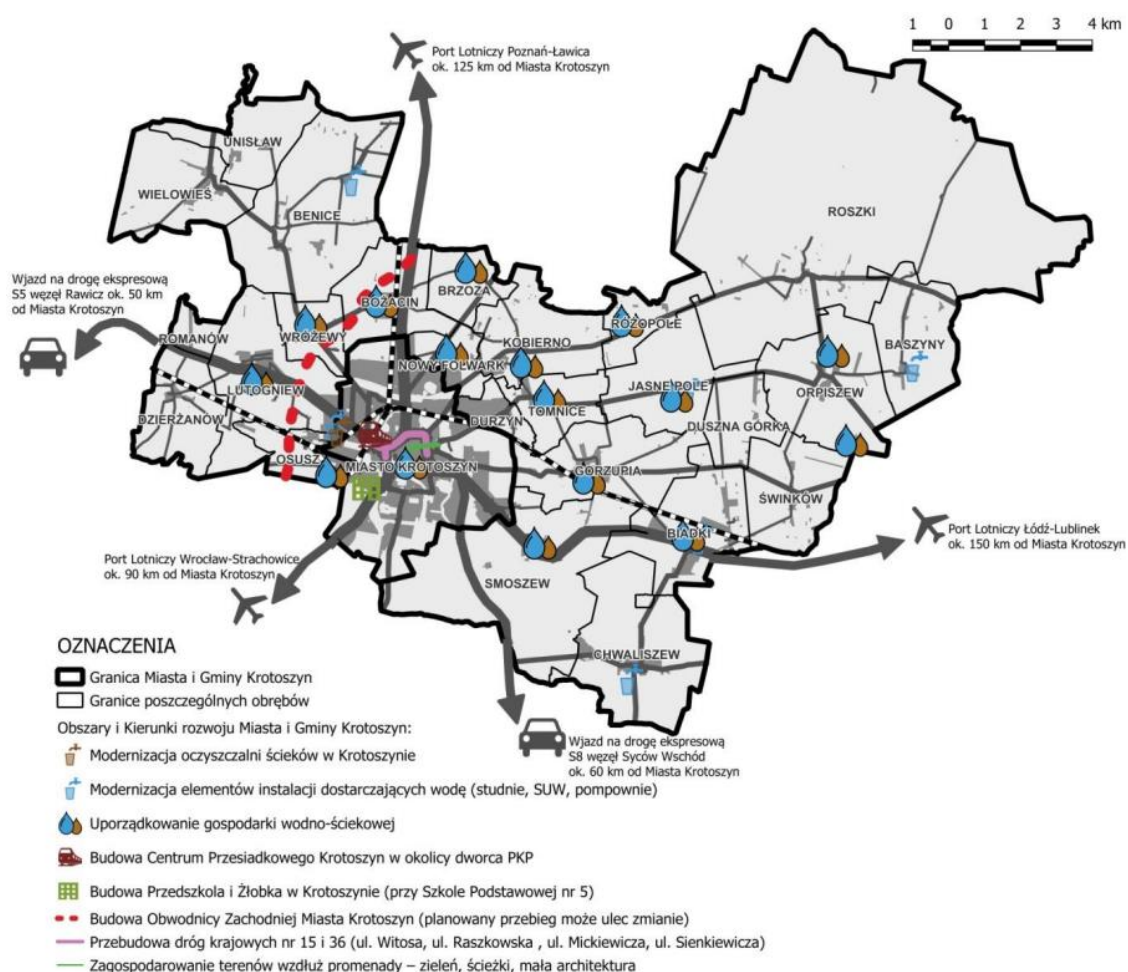 1 0 1 2 3 4 km
Port Lotniczy Poznań-Ławica
ok. 125 km od Miasta Krotoszyn
UNISŁAW
WIELOWIEŚ
BENICE
ROSZKI
Wjazd na drogę ekspresową
S5 węzeł Rawicz ok. 50 km
od Miasta Krotoszyn
BRZOZA
BOŻACIN
ROMANÓW
WRÓŻEWY
RÓŻOPOLE
KOBIERNO
BASZYNY
NOWY FOLWARK
LUTOGNIEW
JASNE POLE
ORPISZEW
DZIERŻANÓW
TOMNICE
DURZYN
DUSZNA GÓRKA
OSUSZ
MIASTO KROTOSZYN
GORZUPIA
ŚWINKÓW
BIADKI
Port Lotniczy Łódź-Lublinek
ok. 150 km od Miasta Krotoszyn
Port Lotniczy Wrocław-Strachowice
ok. 90 km od Miasta Krotoszyn
SMOSZEW
CHWALISZEW
OZNACZENIA
Granica Miasta i Gminy Krotoszyn
Granice poszczególnych obrębów
Obszary i Kierunki rozwoju Miasta i Gminy Krotoszyn:
Wjazd na drogę ekspresową
S8 węzeł Syców Wschód
ok. 60 km od Miasta Krotoszyn
Modernizacja oczyszczalni ścieków w Krotoszynie
Modernizacja elementów instalacji dostarczających wodę (studnie, SUW, pompownie)
Uporządkowanie gospodarki wodno-ściekowej
Budowa Centrum Przesiadkowego Krotoszyn w okolicy dworca PKP
Budowa Przedszkola i Żłobka w Krotoszynie (przy Szkole Podstawowej nr 5)
Budowa Obwodnicy Zachodniej Miasta Krotoszyn (planowany przebieg może ulec zmianie)
Przebudowa dróg krajowych nr 15 i 36 (ul. Witosa, ul. Raszkowska , ul. Mickiewicza, ul. Sienkiewicza)
Zagospodarowanie terenów wzdłuż promenady – zieleń, ścieżki, mała architektura